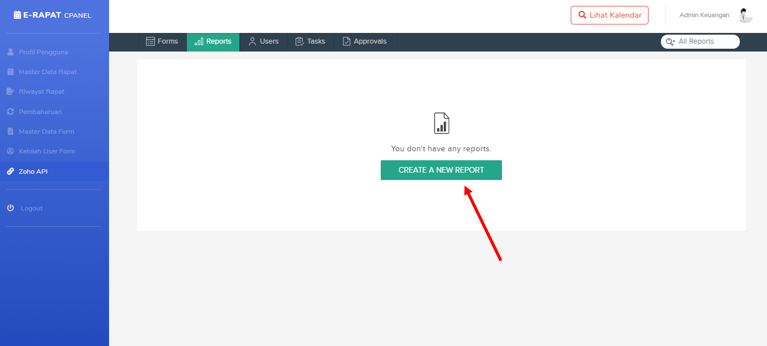 E-RAPAT CPANEL
Lihat Kalendar
Admin Keuangan
Profil Pengguna
Master Data Rapat
Riwayat Rapat
Pembaharuan
Master Data Form
Kelolah User Form
Zoho API
Logout
Forms
Reports
Users
Tasks
Approvals
All Reports
You don't have any reports.
CREATE A NEW REPORT